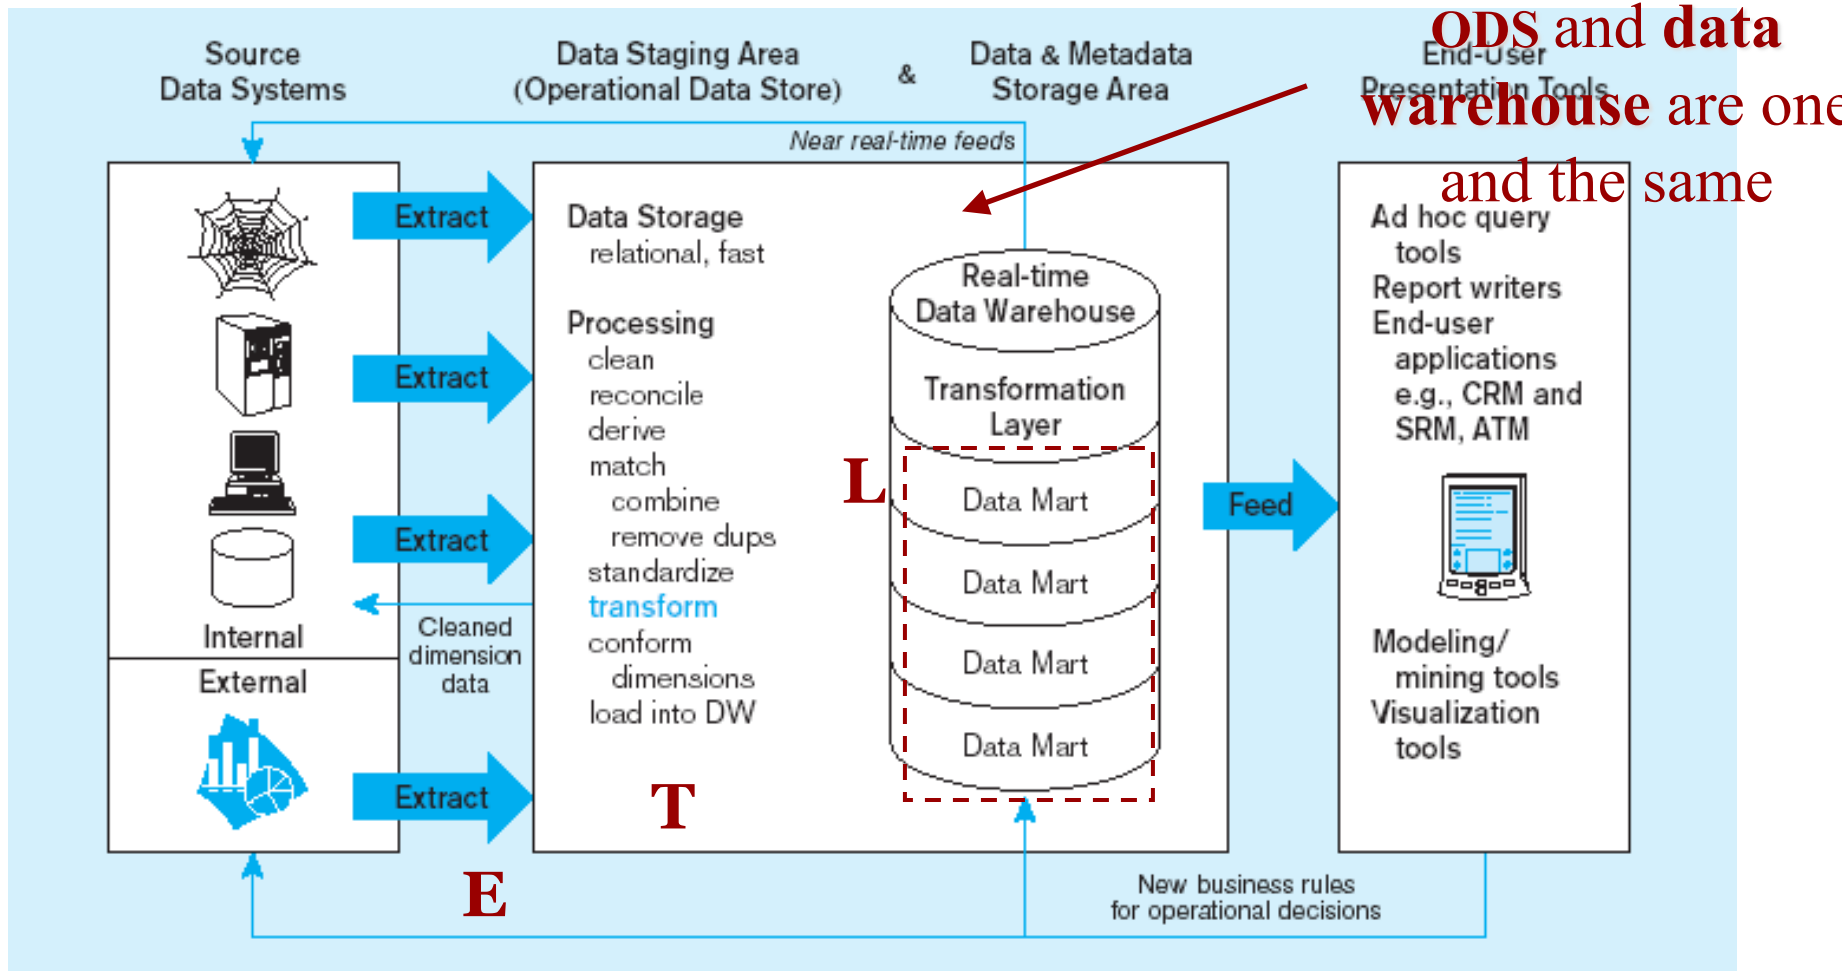 Source
Data Systems
Data Staging Area
(Operational Data Store)
&
Data & Metadata
Storage Area
End-User
Presentation Tools
ODS and data
warehouse are one
and the same
Near real-time feeds
Extract
Extract
Extract
Extract
Internal
External
Cleaned
dimension
data
Data Storage
relational, fast
Processing
clean
reconcile
derive
match
combine
remove dups
standardize
transform
conform
dimensions
load into DW
Real-time
Data Warehouse
Transformation
Layer
Data Mart
Data Mart
Data Mart
Data Mart
L
T
E
Feed
Ad hoc query
tools
Report writers
End-user
applications
e.g., CRM and
SRM, ATM
Modeling/
mining tools
Visualization
tools
New business rules
for operational decisions